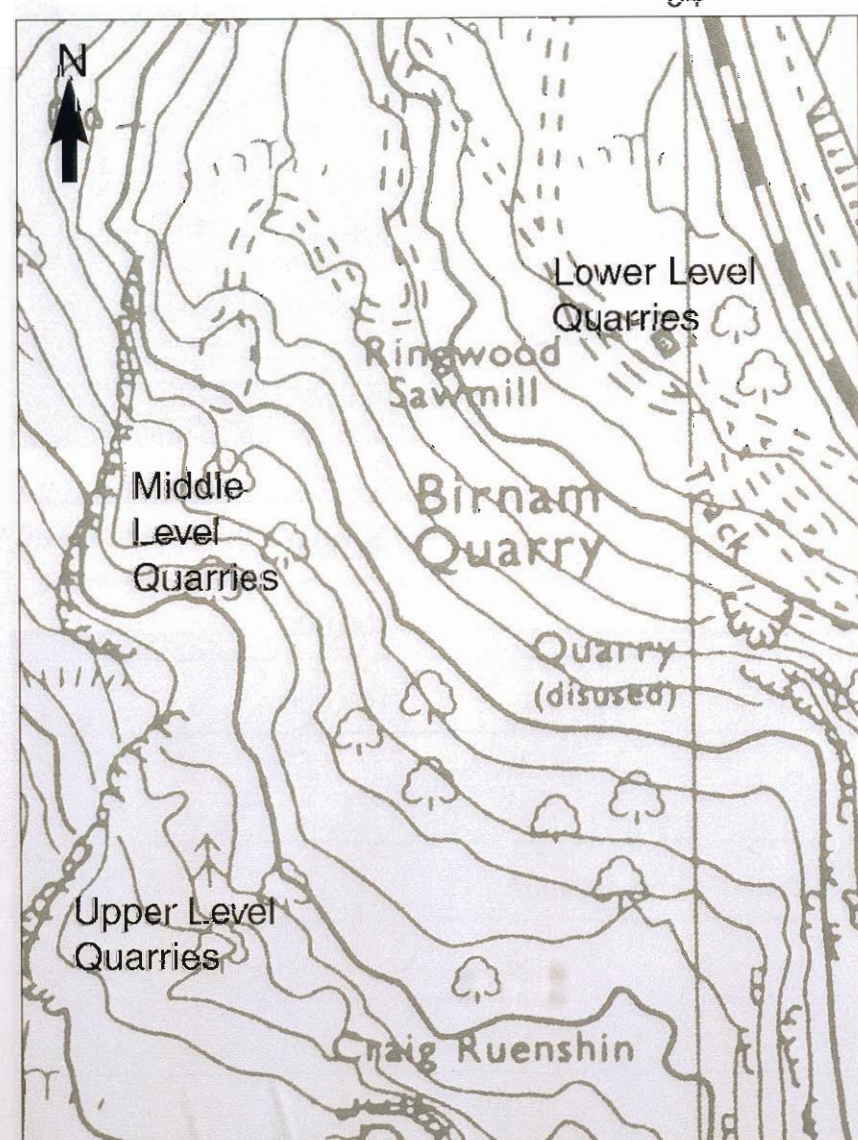 N
Lower Level
Quarries
Ringwood
Sawmill
Middle
Level
Quarries
Birnam
Quarry
Track
Quarry
(disused)
Upper Level
Quarries
Craig Ruenshin